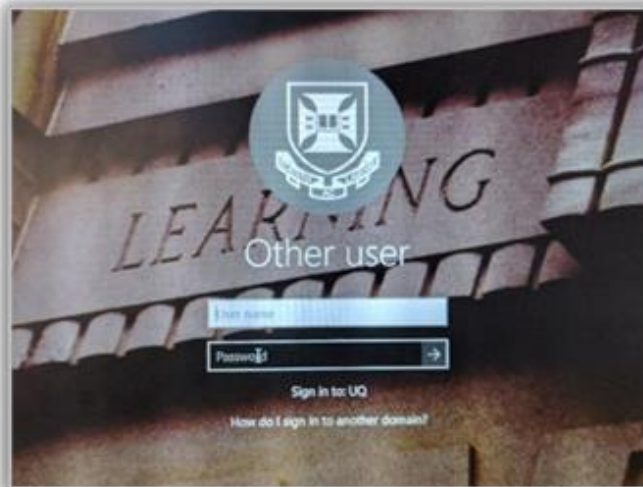 LEARNING
Other user
User name
Password
Sign in to: UQ
How do I sign in to another domain?